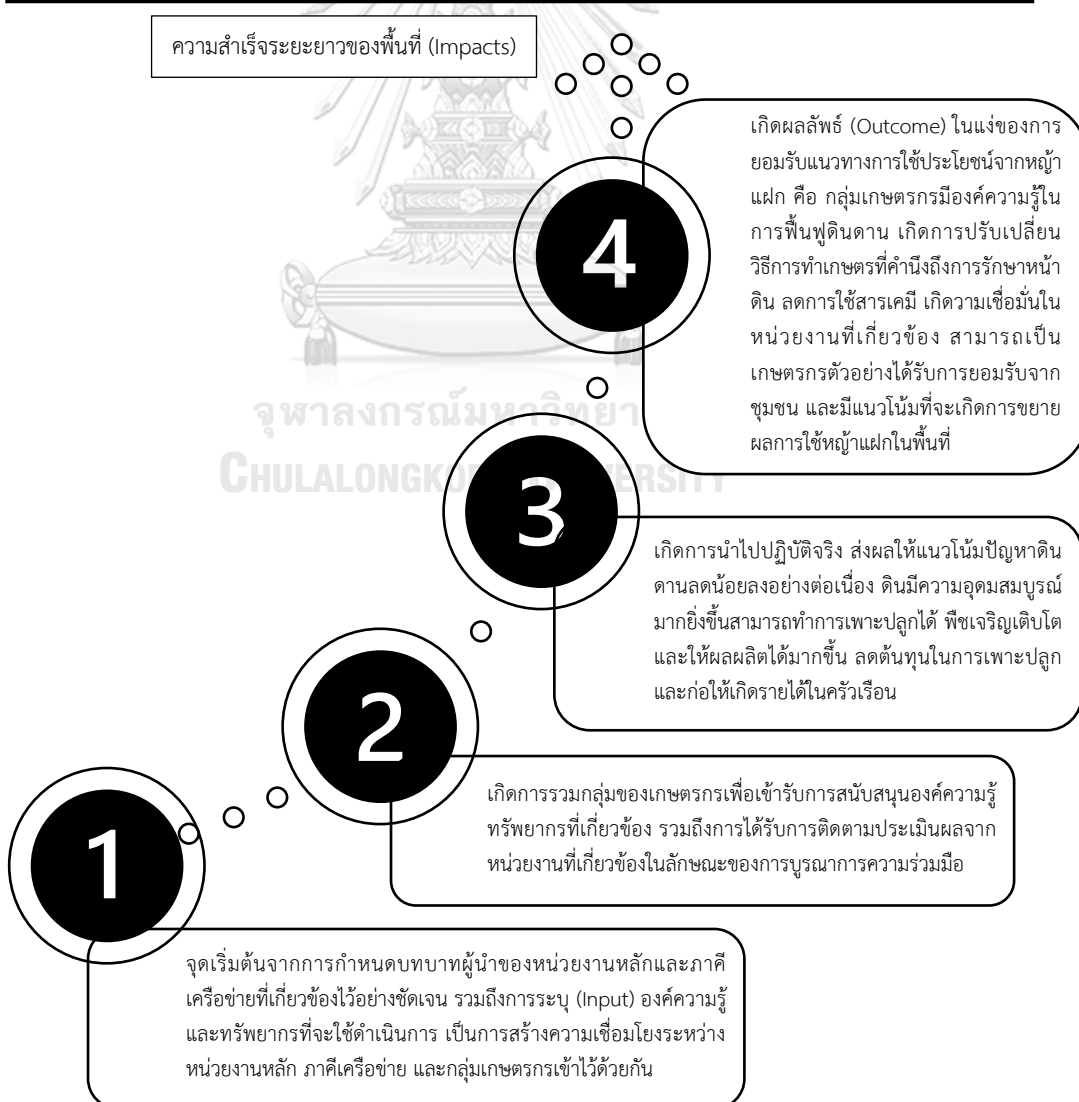 ความสำเร็จระยะยาวของพื้นที่ (Impacts)
4
เกิดผลลัพธ์ (Outcome) ในแง่ของการ
ยอมรับแนวทางการใช้ประโยชน์จากหญ้า
แฝก คือ กลุ่มเกษตรกรมีองค์ความรู้ใน
การฟื้นฟูดินดาน เกิดการปรับเปลี่ยน
วิธีการทำเกษตรที่คำนึงถึงการรักษาหน้า
ดิน ลดการใช้สารเคมี เกิดความเชื่อมั่นใน
หน่วยงานที่เกี่ยวข้อง สามารถเป็น
เกษตรกรตัวอย่างได้รับการยอมรับจาก
ชุมชน และมีแนวโน้มที่จะเกิดการขยาย
ผลการใช้หญ้าแฝกในพื้นที่
จุฬาลงกรณ์มหาวิทยา
CHULALONGKO ERSITY
3
เกิดการนำไปปฏิบัติจริง ส่งผลให้แนวโน้มปัญหาดิน
ดานลดน้อยลงอย่างต่อเนื่อง ดินมีความอุดมสมบูรณ์
มากยิ่งขึ้นสามารถทำการเพาะปลูกได้ พืชเจริญเติบโต
และให้ผลผลิตได้มากขึ้น ลดต้นทุนในการเพาะปลูก
และก่อให้เกิดรายได้ในครัวเรือน
2
เกิดการรวมกลุ่มของเกษตรกรเพื่อเข้ารับการสนับสนุนองค์ความรู้
ทรัพยากรที่เกี่ยวข้อง รวมถึงการได้รับการติดตามประเมินผลจาก
หน่วยงานที่เกี่ยวข้องในลักษณะของการบูรณาการความร่วมมือ
1
จุดเริ่มต้นจากการกำหนดบทบาทผู้นำของหน่วยงานหลักและภาคี
เครือข่ายที่เกี่ยวข้องไว้อย่างชัดเจน รวมถึงการระบุ (Input) องค์ความรู้
และทรัพยากรที่จะใช้ดำเนินการ เป็นการสร้างความเชื่อมโยงระหว่าง
หน่วยงานหลัก ภาคีเครือข่าย และกลุ่มเกษตรกรเข้าไว้ด้วยกัน